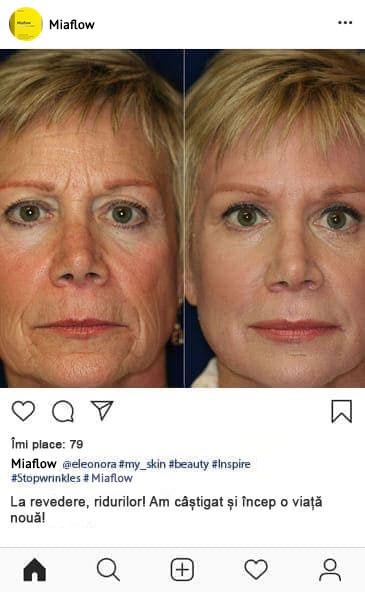 Miaflow
Îmi place: 79
Miaflow @eleonora #my_skin #beauty #Inspire
#Stopwrinkles # Miaflow
La revedere, ridurilor! Am câștigat și încep o viață
nouă!